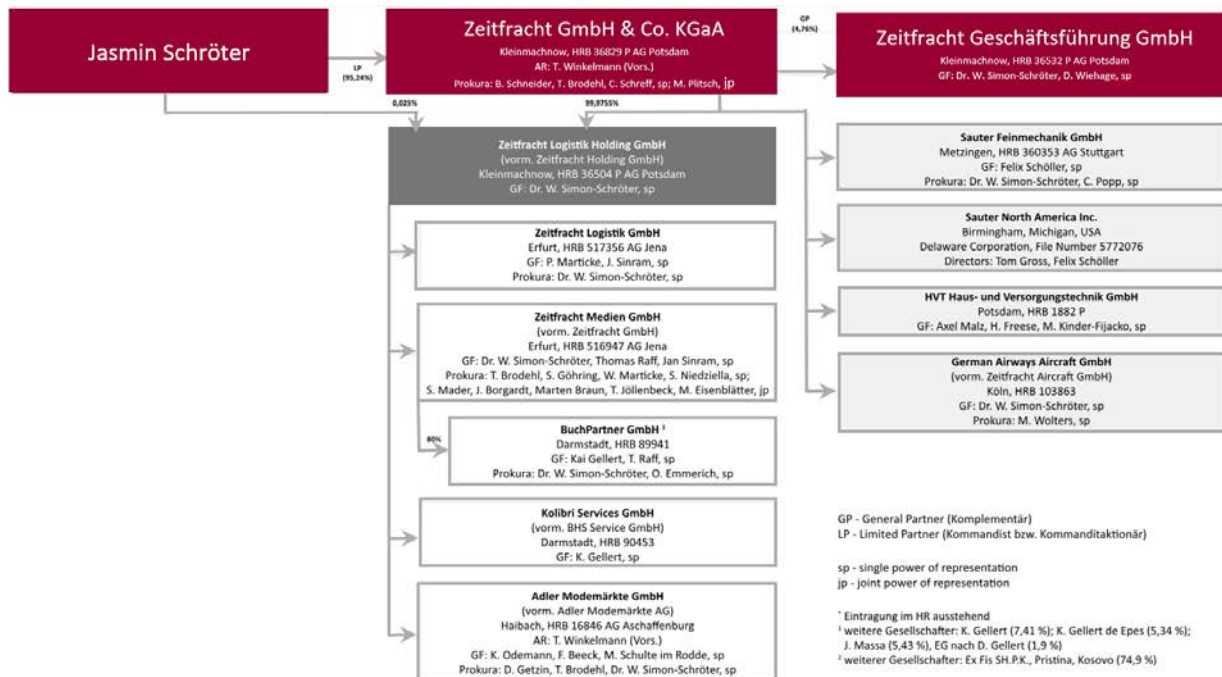 Jasmin Schröter
LP
(95,24%)
Zeitfracht GmbH & Co. KGaA
Kleinmachnow, HRB 36829 P AG Potsdam
AR: T. Winkelmann (Vors.)
Prokura: B. Schneider, T. Brodehl, C. Schreff, sp; M. Plitsch, jp
GP
(4,76%)
Zeitfracht Geschäftsführung GmbH
Kleinmachnow, HRB 36532 P AG Potsdam
GF: Dr. W. Simon-Schröter, D. Wiehage, sp
0,025%
99,9755%
Zeitfracht Logistik Holding GmbH
(vorm. Zeitfracht Holding GmbH)
Kleinmachnow, HRB 36504 P AG Potsdam
GF: Dr. W. Simon-Schröter, sp
Zeitfracht Logistik GmbH
Erfurt, HRB 517356 AG Jena
GF: P. Marticke, J. Sinram, sp
Prokura: Dr. W. Simon-Schröter, sp
Zeitfracht Medien GmbH
(vorm. Zeitfracht GmbH)
Erfurt, HRB 516947 AG Jena
GF: Dr. W. Simon-Schröter, Thomas Raff, Jan Sinram, sp
Prokura: T. Brodehl, S. Göhring, W. Marticke, S. Niedziella, sp;
S. Mader, J. Borgardt, Marten Braun, T. Jöllenbeck, M. Eisenblätter, jp
80%
BuchPartner GmbH ¹
Darmstadt, HRB 89941
GF: Kai Gellert, T. Raff, sp
Prokura: Dr. W. Simon-Schröter, O. Emmerich, sp
Kolibri Services GmbH
(vorm. BHS Service GmbH)
Darmstadt, HRB 90453
GF: K. Gellert, sp
Adler Modemärkte GmbH
(vorm. Adler Modemärkte AG)
Haibach, HRB 16846 AG Aschaffenburg
AR: T. Winkelmann (Vors.)
GF: K. Odemann, F. Beeck, M. Schulte im Rodde, sp
Prokura: D. Getzin, T. Brodehl, Dr. W. Simon-Schröter, sp
Sauter Feinmechanik GmbH
Metzingen, HRB 360353 AG Stuttgart
GF: Felix Schöller, sp
Prokura: Dr. W. Simon-Schröter, C. Popp, sp
Sauter North America Inc.
Birmingham, Michigan, USA
Delaware Corporation, File Number 5772076
Directors: Tom Gross, Felix Schöller
HVT Haus- und Versorgungstechnik GmbH
Potsdam, HRB 1882 P
GF: Axel Malz, H. Freese, M. Kinder-Fijacko, sp
German Airways Aircraft GmbH
(vorm. Zeitfracht Aircraft GmbH)
Köln, HRB 103863
GF: Dr. W. Simon-Schröter, sp
Prokura: M. Wolters, sp
GP - General Partner (Komplementär)
LP - Limited Partner (Kommandist bzw. Kommanditaktionär)
sp - single power of representation
jp - joint power of representation
* Eintragung im HR ausstehend
¹ weitere Gesellschafter: K. Gellert (7,41 %); K. Gellert de Epes (5,34 %);
J. Massa (5,43 %), EG nach D. Gellert (1,9 %)
² weiterer Gesellschafter: Ex Fis SH.P.K., Pristina, Kosovo (74,9 %)